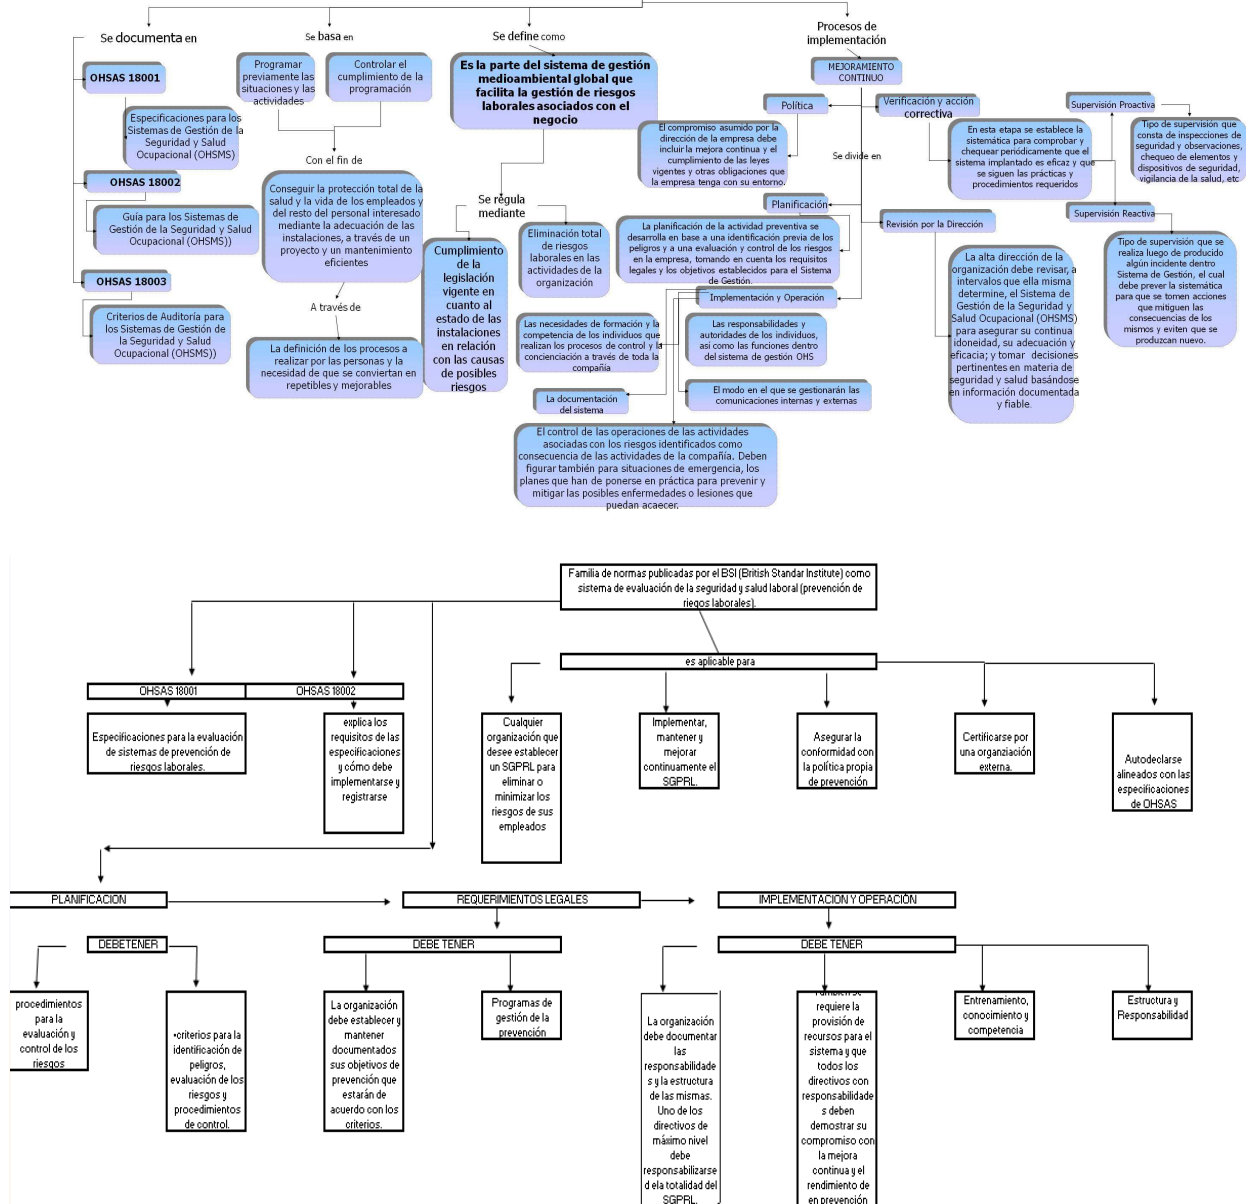 Se documenta en
Se basa en
Se define como
Procesos de
implementación
OHSAS 18001
Especificaciones para los
Sistemas de Gestión de la
Seguridad y Salud
Ocupacional (OHSMS)
OHSAS 18002
Guía para los Sistemas de
Gestión de la Seguridad y Salud
Ocupacional (OHSMS))
OHSAS 18003
Criterios de Auditoría para
los Sistemas de Gestión de
la Seguridad y Salud
Ocupacional (OHSMS))
Programar
previamente las
situaciones y las
actividades
Controlar el
cumplimiento de la
programación
Con el fin de
Conseguir la protección total de la
salud y la vida de los empleados y
del resto del personal interesado
mediante la adecuación de las
instalaciones, a través de un
proyecto y un mantenimiento
eficientes
A través de
La definición de los procesos a
realizar por las personas y la
necesidad de que se conviertan en
repetibles y mejorables
Es la parte del sistema de gestión
medioambiental global que
facilita la gestión de riesgos
laborales asociados con el
negocio
Se regula
mediante
Cumplimiento
de la
legislación
vigente en
cuanto al
estado de las
instalaciones
en relación
con las causas
de posibles
riesgos
Eliminación total
de riesgos
laborales en las
actividades de la
organización
MEJORAMIENTO
CONTINUO
Se divide en
Política
El compromiso asumido por la
dirección de la empresa debe
incluir la mejora continua y el
cumplimiento de las leyes
vigentes y otras obligaciones
que la empresa tenga con su entorno.
Planificación
La planificación de la actividad preventiva se
desarrolla en base a una identificación previa de los
peligros y a una evaluación y control de los riesgos
en la empresa, tomando en cuenta los requisitos
legales y los objetivos establecidos para el Sistema
de Gestión.
Implementación y Operación
Las necesidades de formación y la
competencia de los individuos que
realizan los procesos de control y la
concienciación a través de toda la
compañía
Las responsabilidades y
autoridades de los individuos,
así como las funciones dentro
del sistema de gestión OHS
La documentación
del sistema
El modo en el que se gestionarán las
comunicaciones internas y externas
El control de las operaciones de las actividades
asociadas con los riesgos identificados como
consecuencia de las actividades de la compañía. Deben
figurar también para situaciones de emergencia, los
planes que han de ponerse en práctica para prevenir y
mitigar las posibles enfermedades o lesiones que
puedan acaecer.
Verificación y acción
correctiva
En esta etapa se establece la
sistemática para comprobar y
chequear periódicamente que el
sistema implantado es eficaz y que
se siguen las prácticas y
procedimientos requeridos
Supervisión Proactiva
Tipo de supervisión que
consta de inspecciones de
seguridad y observaciones,
chequeo de elementos y
dispositivos de seguridad,
vigilancia de la salud, etc
Supervisión Reactiva
Tipo de supervisión que se
realiza luego de producido
algún incidente dentro
Sistema de Gestión, el cual
debe prever la sistemática
para que se tomen acciones
que mitiguen las
consecuencias de los
mismos y eviten que se
produzcan nuevo.
Revisión por la Dirección
La alta dirección de la
organización debe revisar, a
intervalos que ella misma
determine, el Sistema de
Gestión de la Seguridad y
Salud Ocupacional (OHSMS)
para asegurar su continua
idoneidad, su adecuación y
eficacia; y tomar decisiones
pertinentes en materia de
seguridad y salud basándose
en información documentada
y fiable.
Familia de normas publicadas por el BSI (British Standar Institute) como
sistema de evaluación de la seguridad y salud laboral (prevención de
riegos laborales).
OHSAS 18001
OHSAS 18002
Especificaciones para la evaluación
de sistemas de prevención de
riesgos laborales.
explica los
requisitos de las
especificaciones
y cómo debe
implementarse y
registrarse
es aplicable para
Cualquier
organización que
desee establecer
un SGPRL para
eliminar o
minimizar los
riesgos de sus
empleados
Implementar,
mantener y
mejorar
continuamente el
SGPRL.
Asegurar la
conformidad con
la política propia
de prevención
Certificarse por
una organziación
externa.
Autodeclarse
alineados con las
especificaciones
de OHSAS
PLANIFICACION
REQUERIMIENTOS LEGALES
IMPLEMENTACION Y OPERACIÓN
DEBETENER
DEBE TENER
DEBE TENER
procedimientos
para la
evaluación y
control de los
riesgos
•criterios para la
identificación de
peligros,
evaluación de los
riesgos y
procedimientos
de control.
La organización
debe establecer y
mantener
documentados
sus objetivos de
prevención que
estarán de
acuerdo con los
criterios.
Programas de
gestión de la
prevención
La organización
debe documentar
las
responsabilidade
s y la estructura
de las mismas.
Uno de los
directivos de
máximo nivel
debe
responsabilizarse
d ela totalidad del
SGPRL.
También se
requiere la
provisión de
recursos para el
sistema y que
todos los
directivos con
responsabilidade
s deben
demostrar su
compromiso con
la mejora
continua y el
rendimiento de
en prevención
Entrenamiento,
conocimiento y
competencia
Estructura y
Responsabilidad